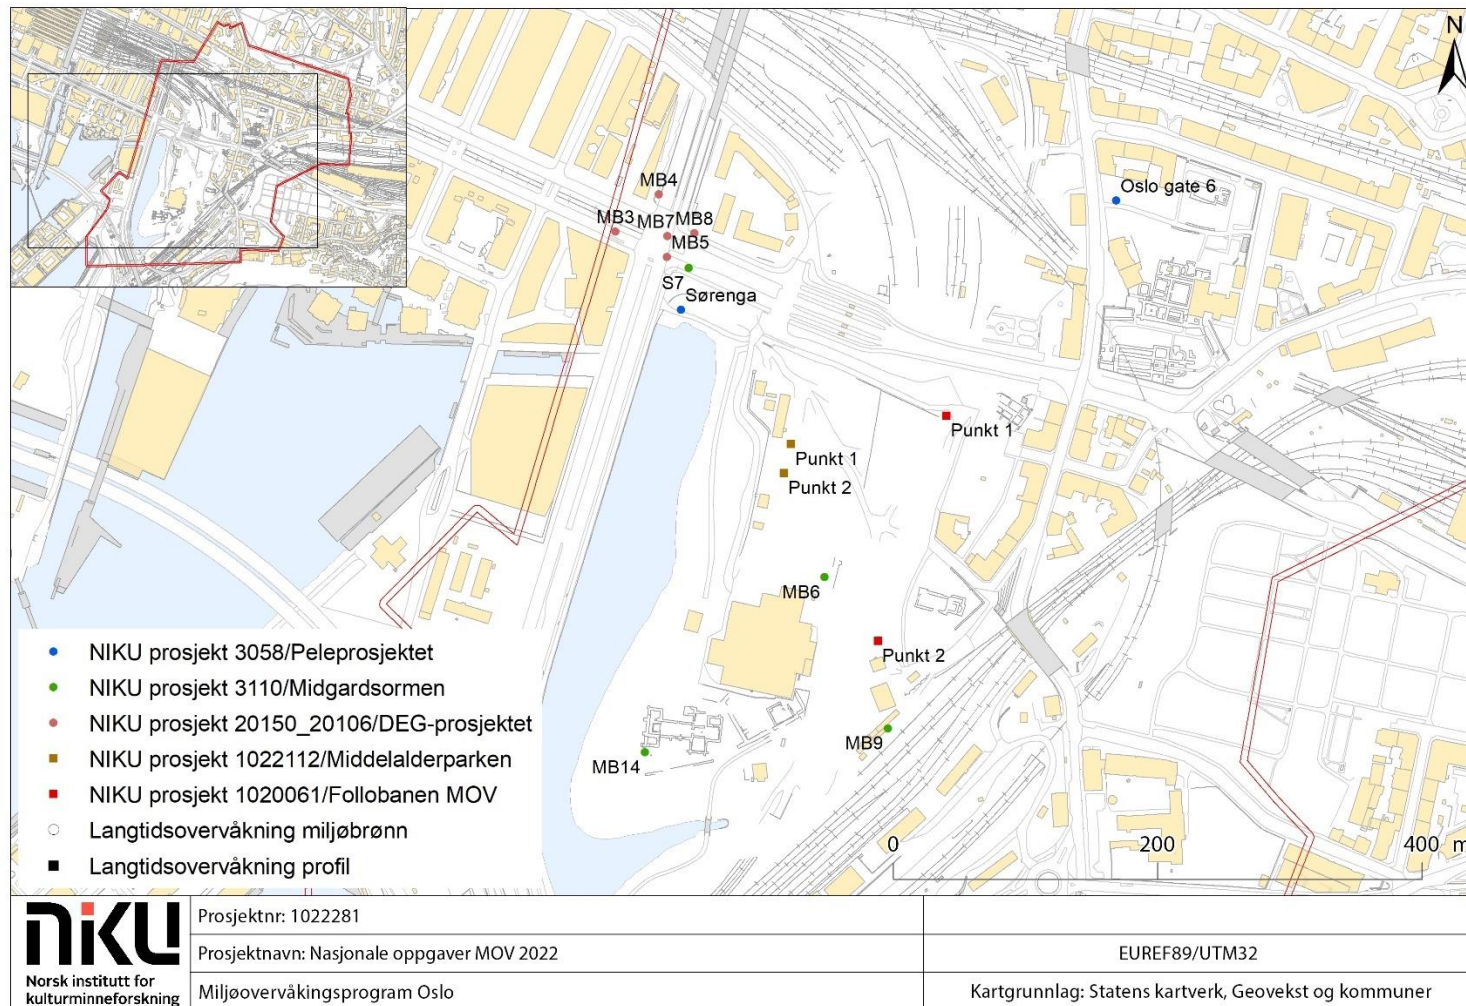 N
MB4
Oslo gate 6
MB3
MB7
MB8
MB5
S7
Sørenga
Punkt 1
Punkt 1
Punkt 2
MB6
Punkt 2
MB9
MB14
NIKU prosjekt 3058/Peleprosjektet
NIKU prosjekt 3110/Midgardsormen
NIKU prosjekt 20150_20106/DEG-prosjektet
NIKU prosjekt 1022112/Middelalderparken
NIKU prosjekt 1020061/Follobanen MOV
Langtidsovervåkning miljøbrønn
Langtidsovervåkning profil
0 200 400 m
niku
Norsk institutt for
kulturminneforskning
Prosjektnr: 1022281
Prosjektnavn: Nasjonale oppgaver MOV 2022
EUREF89/UTM32
Miljøovervåkingsprogram Oslo
Kartgrunnlag: Statens kartverk, Geovekst og kommuner